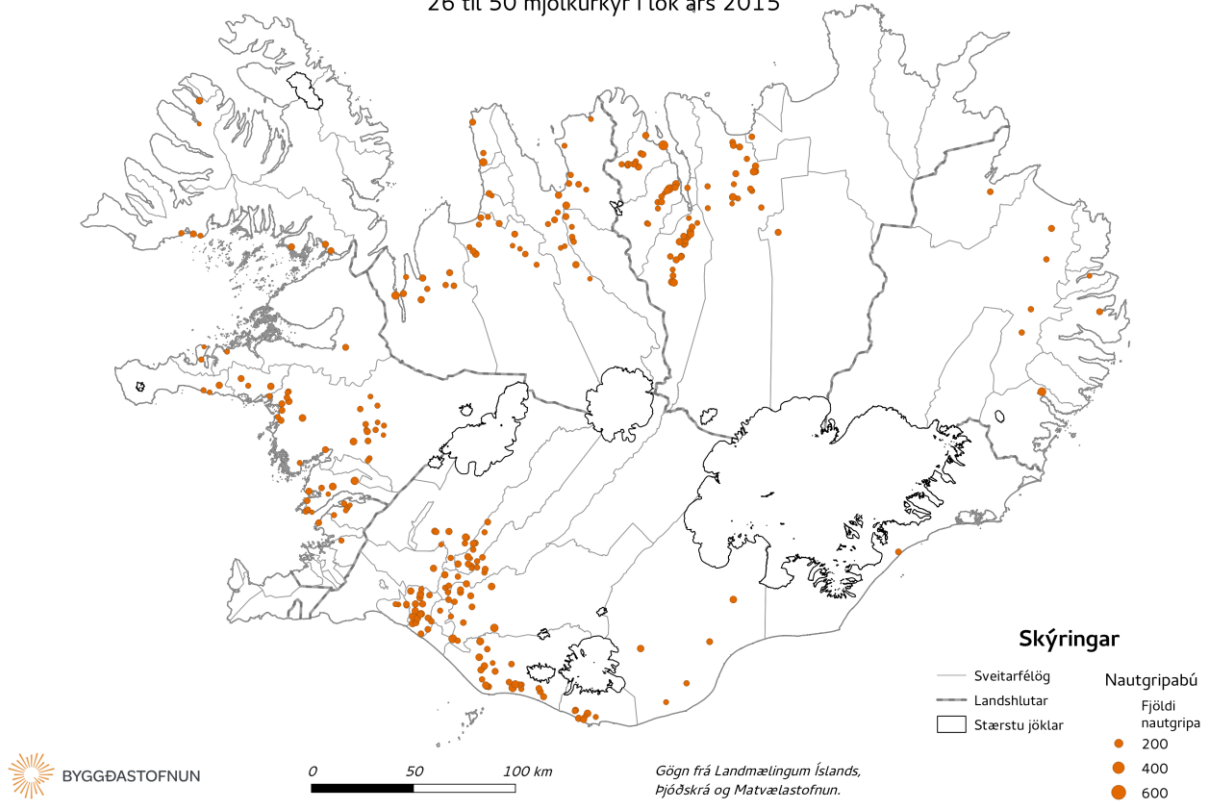 26 til 50 mjólkurkýr í lok árs 2015
Skýringar
Sveitarfélög
Landshlutar
Stærstu jöklar
Nautgripabú
Fjöldi
nautgripa
200
400
600
BYGGÐASTOFNUN
0 50 100 km
Gögn frá Landmælingum Íslands,
Þjóðskrá og Matvælastofnun.